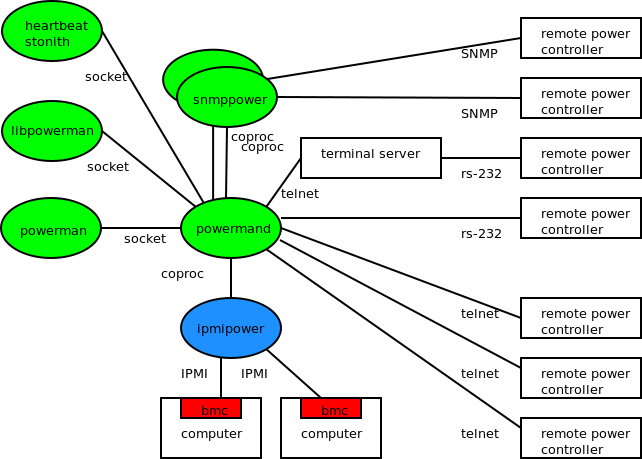 heartbeat
stonith
socket
libpowerman
socket
powerman
socket
snmppower
coproc
coproc
SNMP
remote power
controller
SNMP
remote power
controller
terminal server
telnet
rs-232
remote power
controller
powermand
rs-232
remote power
controller
coproc
ipmipower
telnet
remote power
controller
IPMI
IPMI
telnet
remote power
controller
bmc
computer
bmc
computer
telnet
remote power
controller